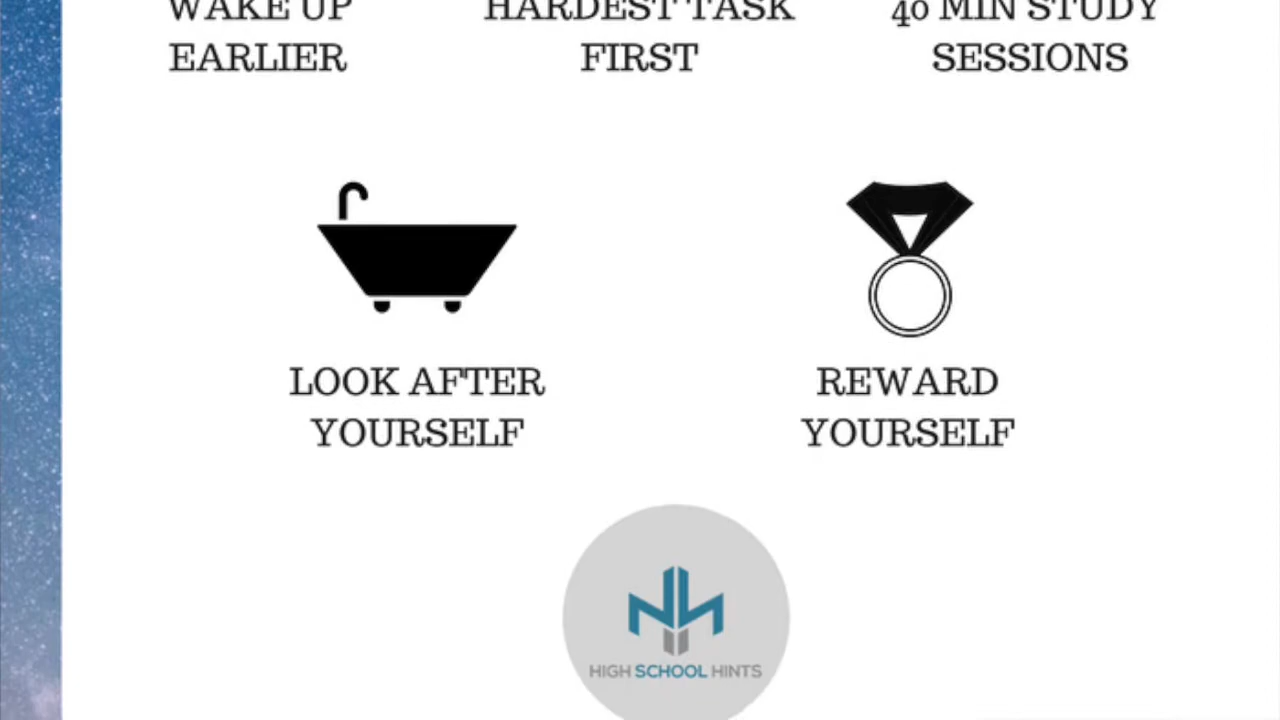 WAKE UP
EARLIER
HARDEST TASK
FIRST
40 MIN STUDY
SESSIONS
LOOK AFTER
YOURSELF
REWARD
YOURSELF
HIGH SCHOOL HINTS